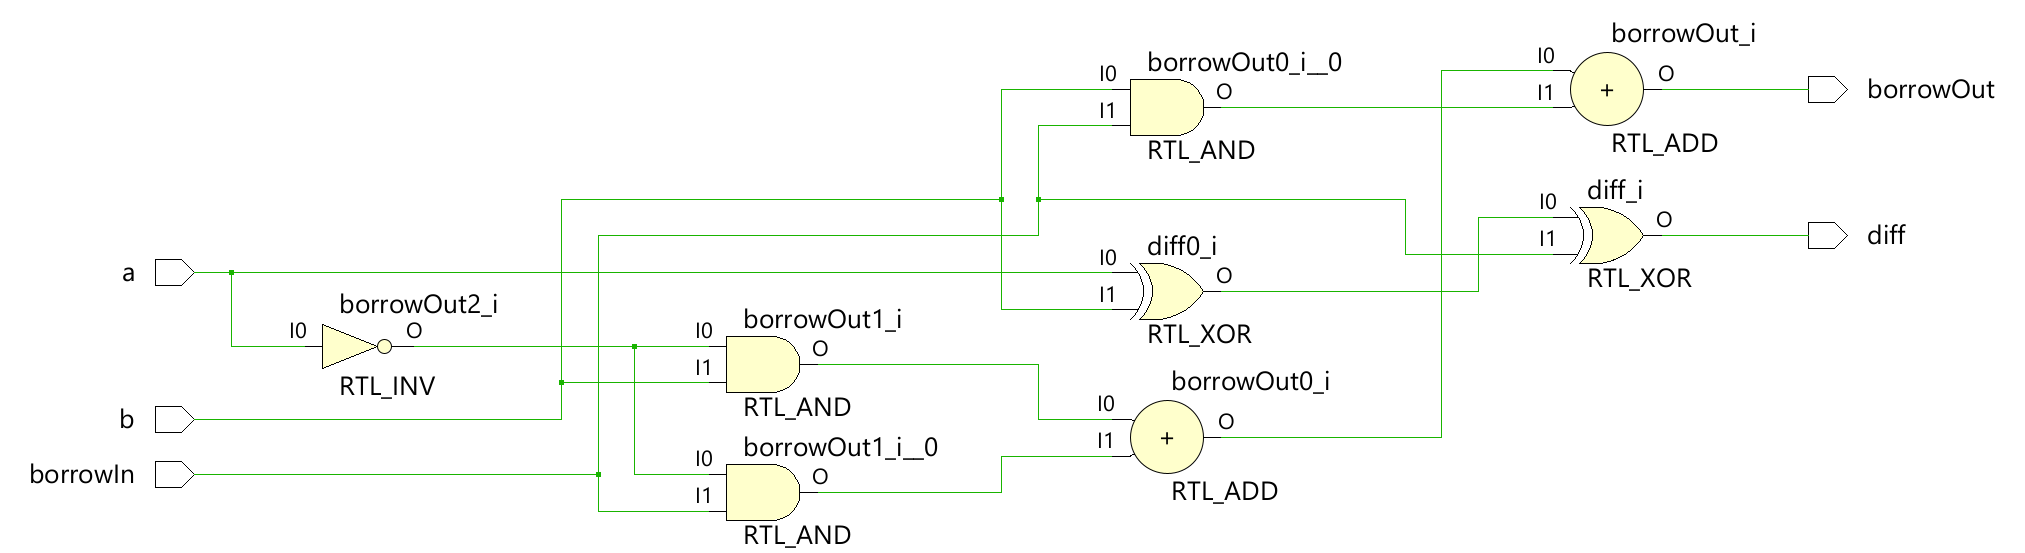 borrowOut_i
I0
O
I1
+
borrowOut
RTL_ADD
borrowOut0_i__0
I0
O
I1
RTL_AND
diff_i
I0
O
I1
diff
RTL_XOR
diff0_i
I0
O
I1
RTL_XOR
a
borrowOut2_i
I0
O
RTL_INV
borrowOut1_i
I0
O
I1
RTL_AND
borrowOut0_i
I0
O
I1
+
RTL_ADD
b
borrowOut1_i__0
I0
O
I1
RTL_AND
borrowIn